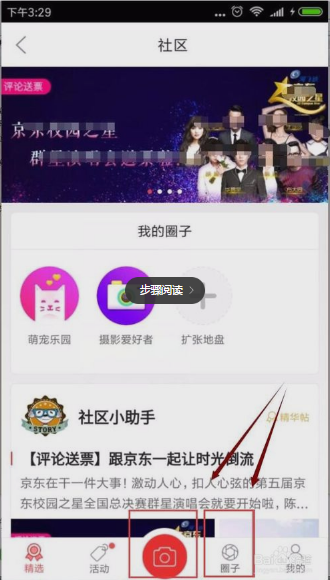 下午3:29
社区
评论送票
京东校园之星
群星演唱会送票
我的圈子
步骤阅读
萌宠乐园
摄影爱好者
扩张地盘
STORY
社区小助手
精华帖
【评论送票】跟京东一起让时光倒流
京东在干一件大事！激动人心，扣人心弦的第五届京
东校园之星全国总决赛群星演唱会就要开始啦，陈...
精选
活动
圈子
我的